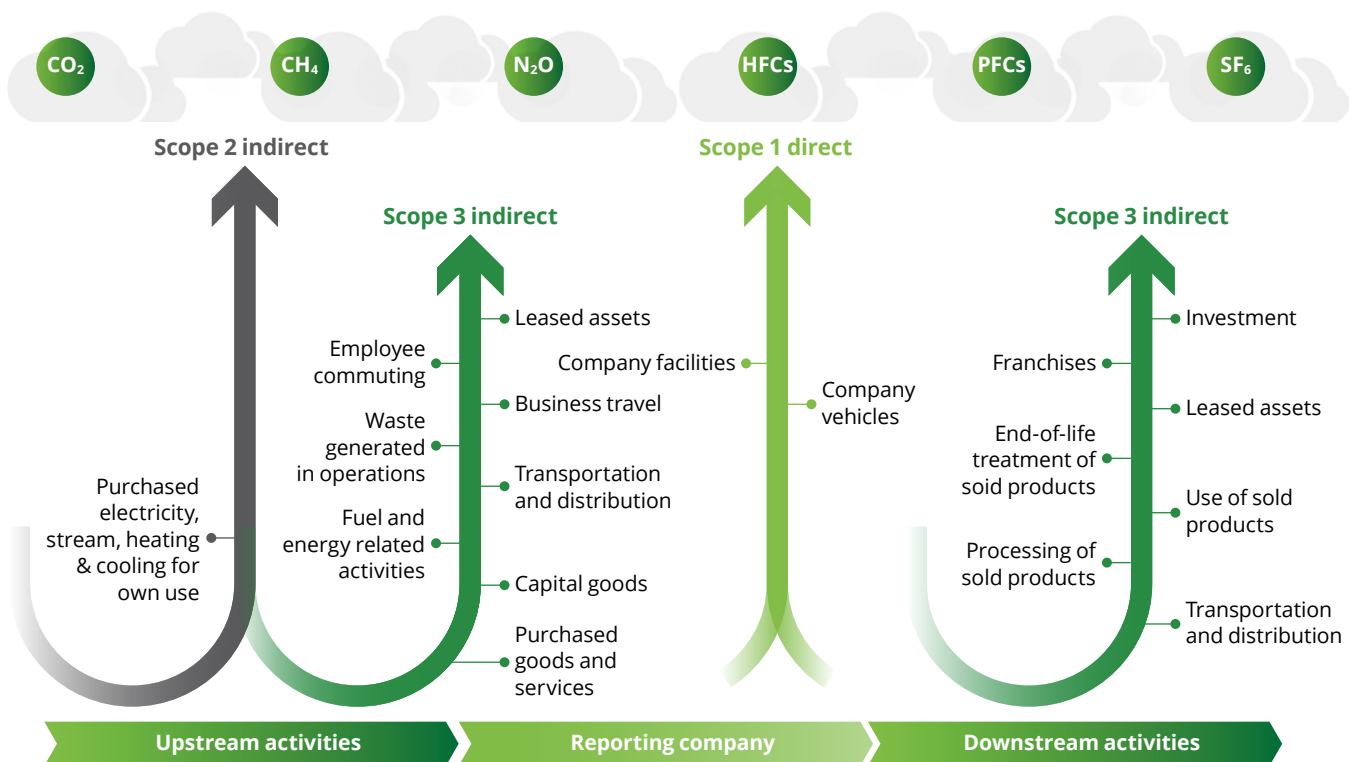 CO₂
CH₄
N₂O
HFCs
PFCs
SF₆
Scope 2 indirect
Purchased
electricity,
stream, heating
& cooling for
own use
Scope 3 indirect
Leased assets
Employee
commuting
Business travel
Waste
generated
in operations
Transportation
and distribution
Fuel and
energy related
activities
Capital goods
Purchased
goods and
services
Scope 1 direct
Company facilities
Company
vehicles
Scope 3 indirect
Investment
Franchises
Leased assets
End-of-life
treatment of
soid products
Use of sold
products
Processing of
sold products
Transportation
and distribution
Upstream activities
Reporting company
Downstream activities